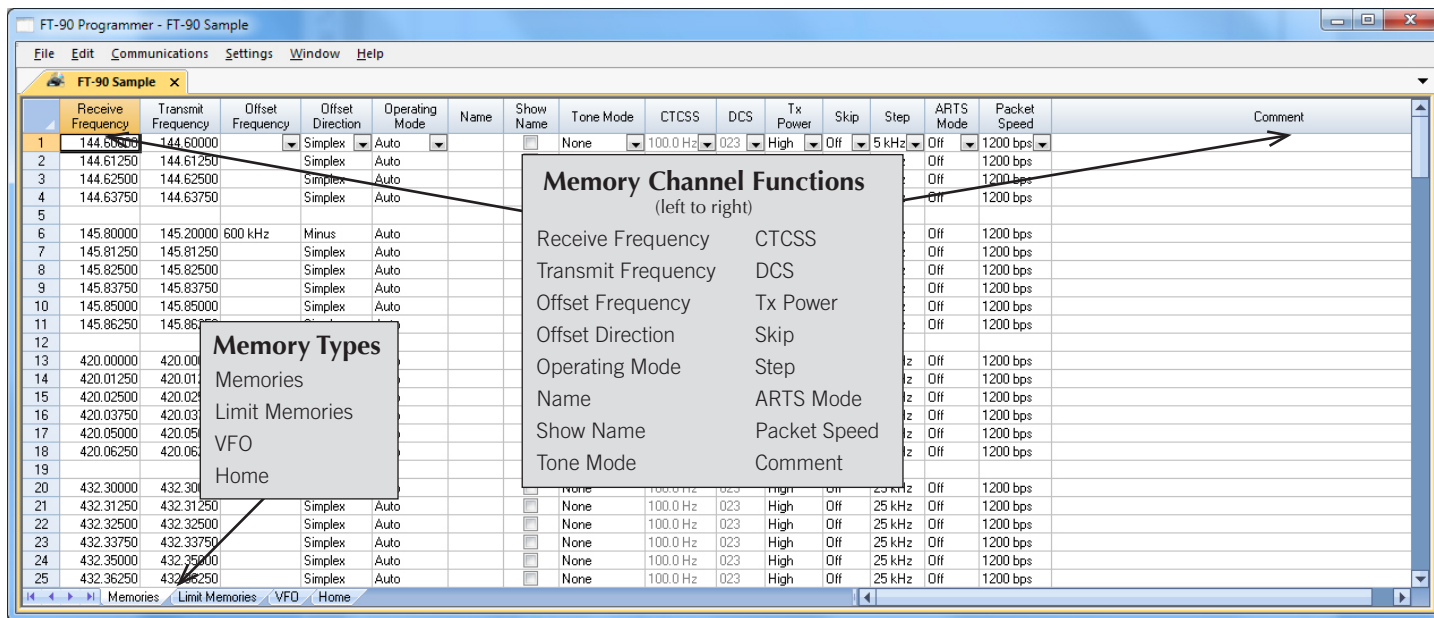 FT-90 Programmer - FT-90 Sample
File Edit Communications Settings Window Help
FT-90 Sample X
Receive Frequency Transmit Frequency Offset Frequency Offset Direction Operating Mode Name Show Name Tone Mode CTCSS DCS Tx Power Skip Step ARTS Mode Packet Speed Comment
1 144.60000 144.60000 Simplex Auto None 100.0 Hz 023 High Off 5 kHz Off 1200 bps
2 144.61250 144.61250 Simplex Auto Off 1200 bps
3 144.62500 144.62500 Simplex Auto Off 1200 bps
4 144.63750 144.63750 Simplex Auto Off 1200 bps
5
6 145.80000 145.20000 600 kHz Minus Auto Off 1200 bps
7 145.81250 145.81250 Simplex Auto Off 1200 bps
8 145.82500 145.82500 Simplex Auto Off 1200 bps
9 145.83750 145.83750 Simplex Auto Off 1200 bps
10 145.85000 145.85000 Simplex Auto Off 1200 bps
11 145.86250 Off 1200 bps
12
13 420.00000 Off 1200 bps
14 420.01250 Off 1200 bps
15 420.02500 Off 1200 bps
16 420.03750 Off 1200 bps
17 420.05000 Off 1200 bps
18 420.06250 Off 1200 bps
19
20 432.30000 None 100.0 Hz 023 High Off 25 kHz Off 1200 bps
21 432.31250 432.31250 Simplex Auto None 100.0 Hz 023 High Off 25 kHz Off 1200 bps
22 432.32500 432.32500 Simplex Auto None 100.0 Hz 023 High Off 25 kHz Off 1200 bps
23 432.33750 432.33750 Simplex Auto None 100.0 Hz 023 High Off 25 kHz Off 1200 bps
24 432.35000 432.35000 Simplex Auto None 100.0 Hz 023 High Off 25 kHz Off 1200 bps
25 432.36250 432.36250 Simplex Auto None 100.0 Hz 023 High Off 25 kHz Off 1200 bps
Memories Limit Memories VFO Home
Memory Types
Memories
Limit Memories
VFO
Home
Memory Channel Functions
(left to right)
Receive Frequency CTCSS
Transmit Frequency DCS
Offset Frequency Tx Power
Offset Direction Skip
Operating Mode Step
Name ARTS Mode
Show Name Packet Speed
Tone Mode Comment